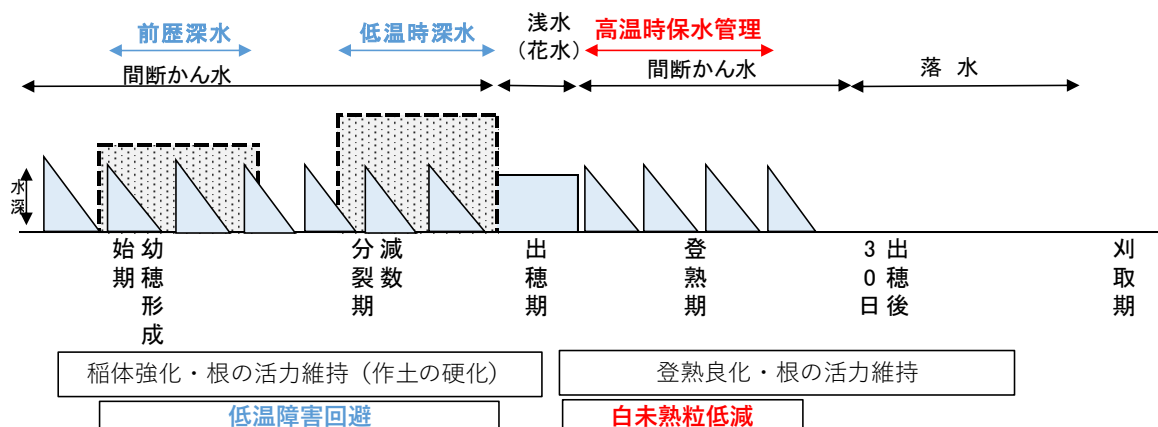 前歴深水
低温時深水
浅水
（花水）
高温時保水管理
間断かん水
間断かん水
落 水
水深
幼穂形成
始期
減数
分裂期
出穂期
登熟期
出穂後
３０日
刈取期
稲体強化・根の活力維持（作土の硬化）
登熟良化・根の活力維持
低温障害回避
白未熟粒低減